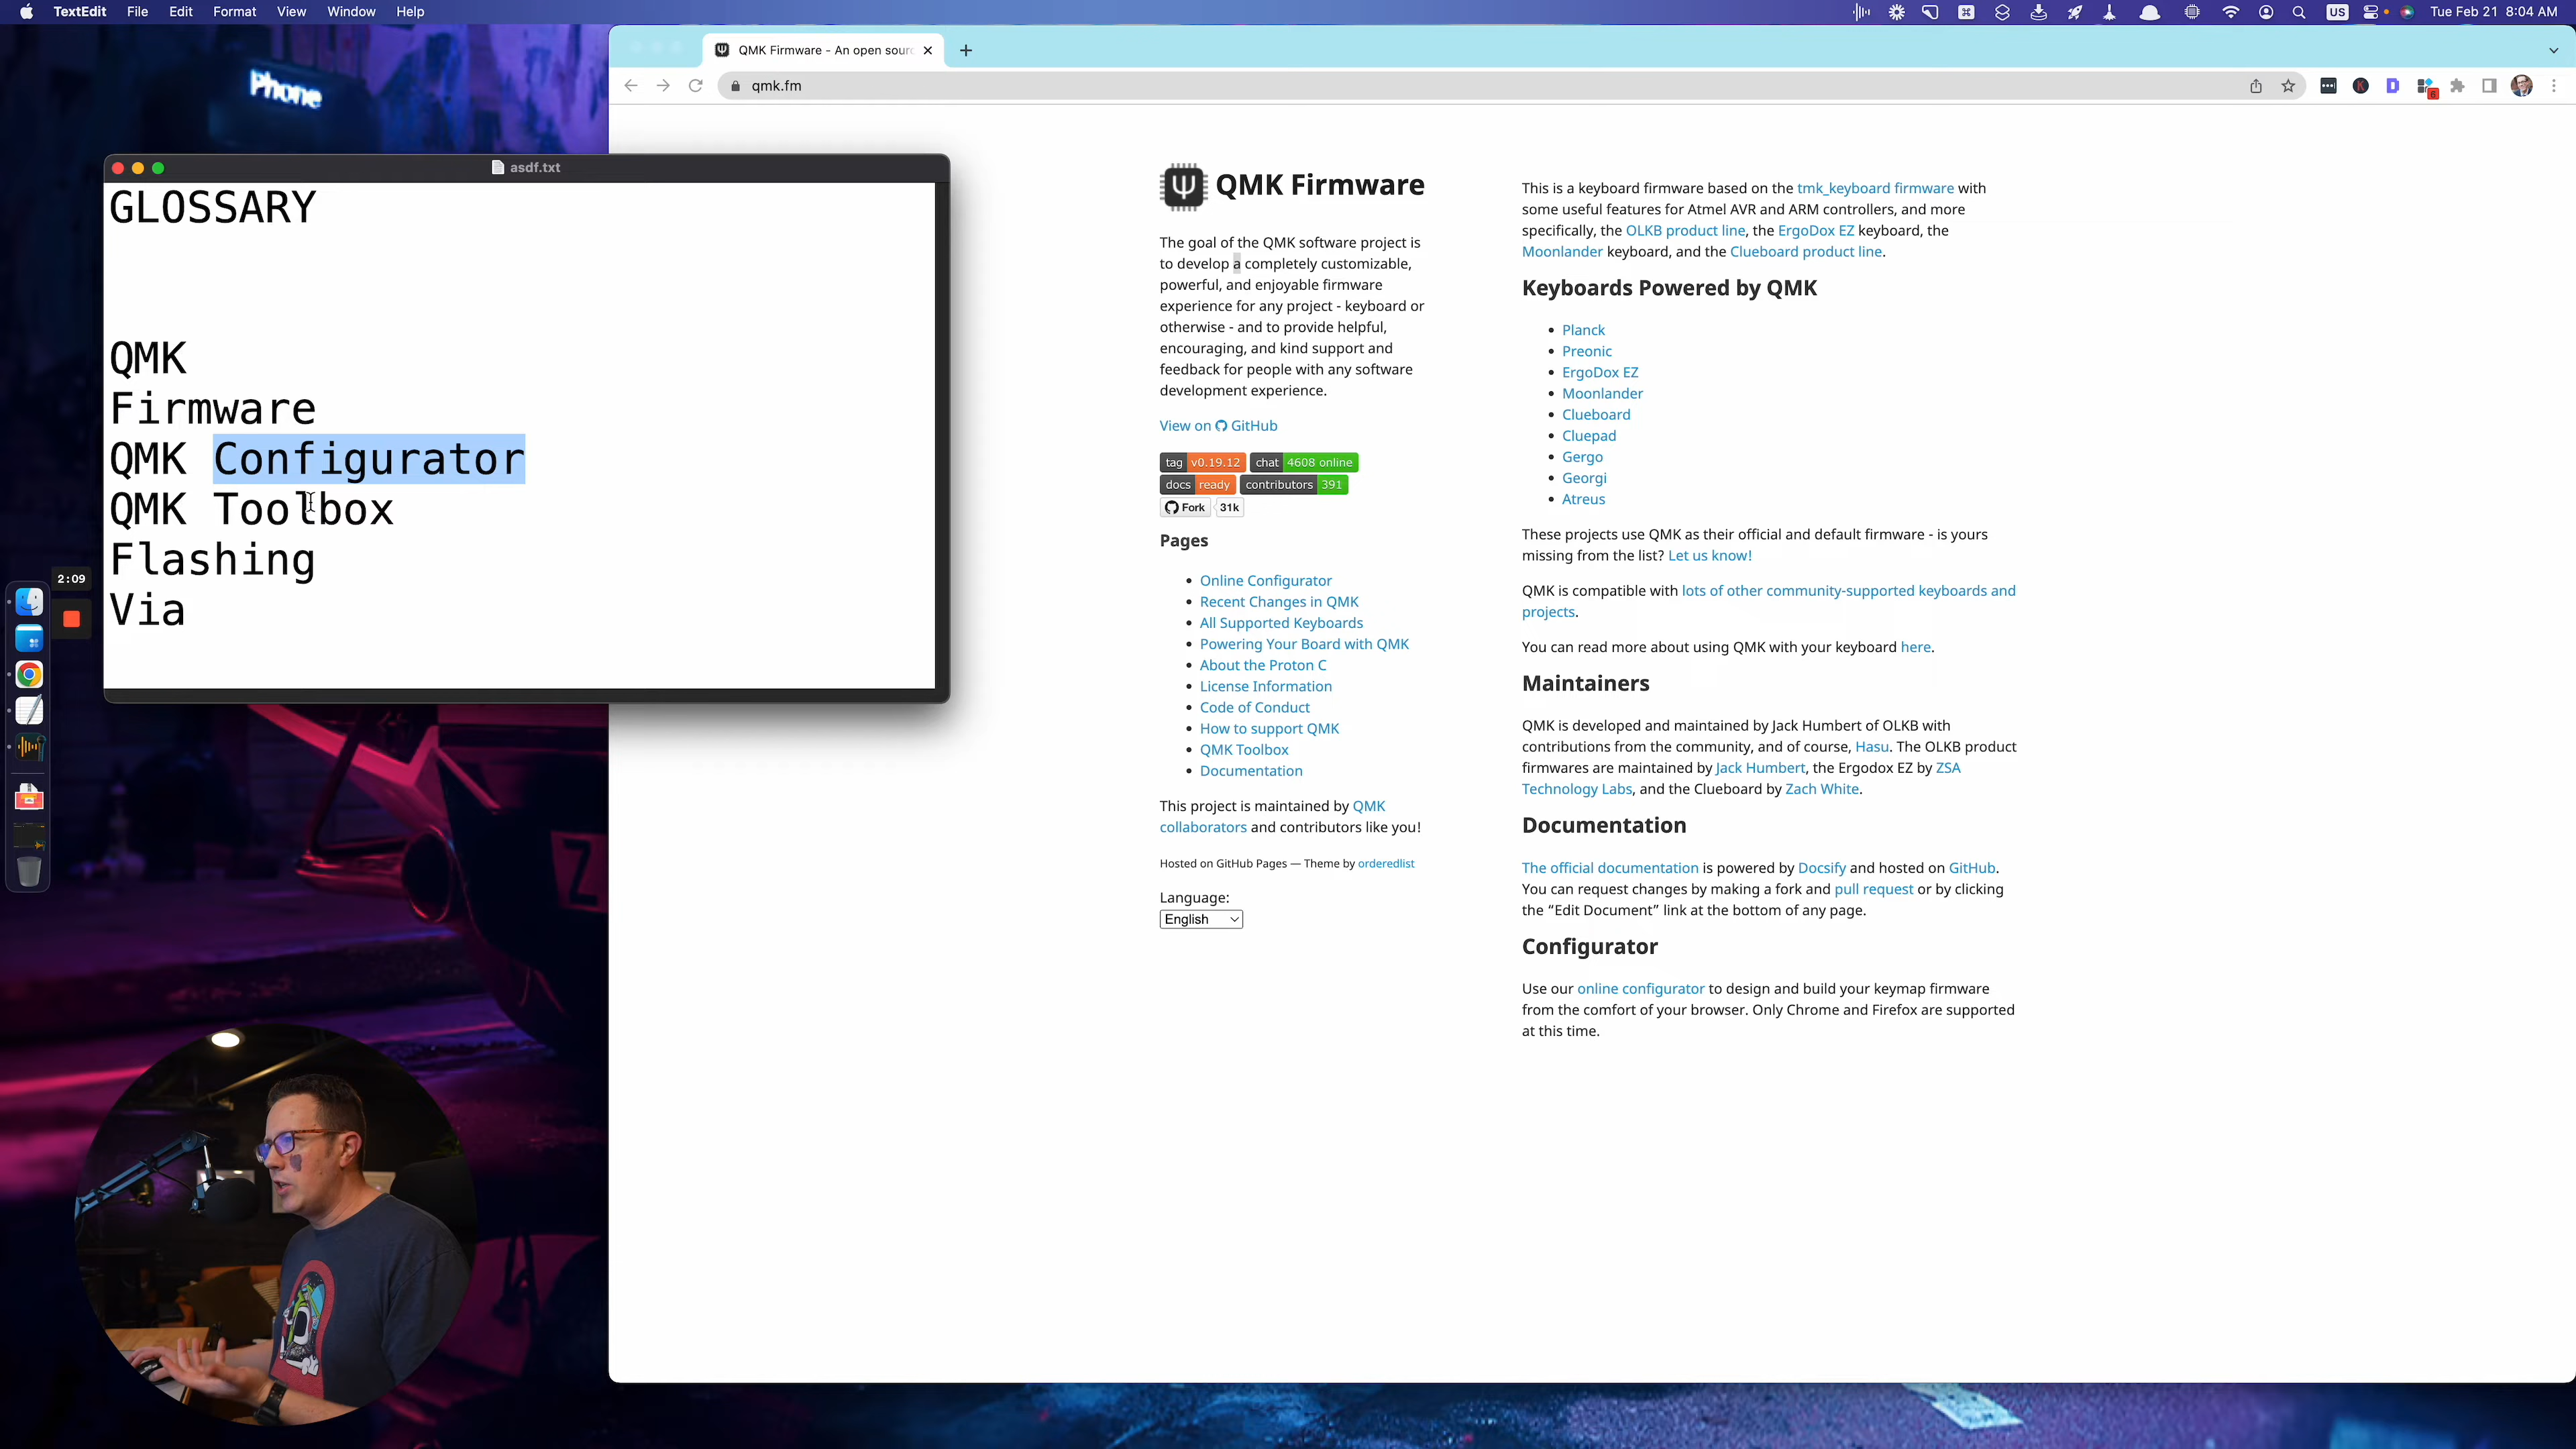 TextEdit File Edit Format View Window Help
US
Tue Feb 21 8:04 AM
Phone
QMK Firmware - An open sourc
qmk.fm
6
asdf.txt
GLOSSARY
QMK
Firmware
QMK Configurator
QMK Toolbox
Flashing
Via
2:09
QMK Firmware
The goal of the QMK software project is
to develop a completely customizable,
powerful, and enjoyable firmware
experience for any project - keyboard or
otherwise - and to provide helpful,
encouraging, and kind support and
feedback for people with any software
development experience.
View on GitHub
tag v0.19.12 chat 4608 online
docs ready contributors 391
Fork 31k
Pages
Online Configurator
Recent Changes in QMK
All Supported Keyboards
Powering Your Board with QMK
About the Proton C
License Information
Code of Conduct
How to support QMK
QMK Toolbox
Documentation
This project is maintained by QMK
collaborators and contributors like you!
Hosted on GitHub Pages — Theme by orderedlist
Language:
English
This is a keyboard firmware based on the tmk_keyboard firmware with
some useful features for Atmel AVR and ARM controllers, and more
specifically, the OLKB product line, the ErgoDox EZ keyboard, the
Moonlander keyboard, and the Clueboard product line.
Keyboards Powered by QMK
Planck
Preonic
ErgoDox EZ
Moonlander
Clueboard
Cluepad
Gergo
Georgi
Atreus
These projects use QMK as their official and default firmware - is yours
missing from the list? Let us know!
QMK is compatible with lots of other community-supported keyboards and
projects.
You can read more about using QMK with your keyboard here.
Maintainers
QMK is developed and maintained by Jack Humbert of OLKB with
contributions from the community, and of course, Hasu. The OLKB product
firmwares are maintained by Jack Humbert, the Ergodox EZ by ZSA
Technology Labs, and the Clueboard by Zach White.
Documentation
The official documentation is powered by Docsify and hosted on GitHub.
You can request changes by making a fork and pull request or by clicking
the “Edit Document” link at the bottom of any page.
Configurator
Use our online configurator to design and build your keymap firmware
from the comfort of your browser. Only Chrome and Firefox are supported
at this time.